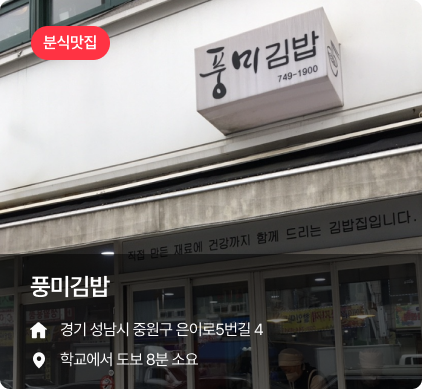 분식맛집
풍미김밥
749-1900
직접 만든 재료에 건강까지 함께 드리는 김밥집입니다.
풍미김밥
경기 성남시 중원구 은이로5번길 4
학교에서 도보 8분 소요